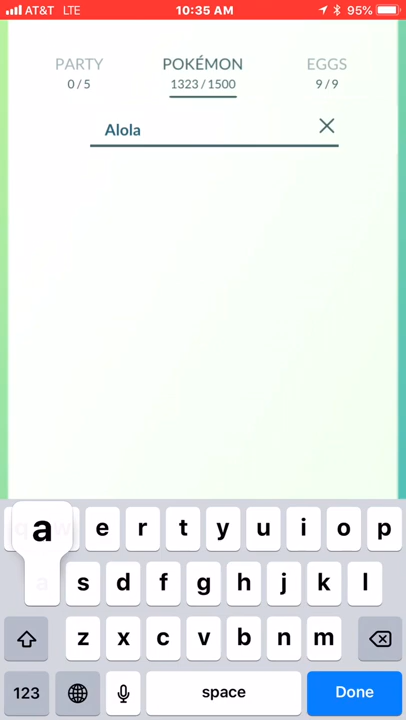 AT&T LTE 10:35 AM 95%
PARTY POKÉMON EGGS
0/5 1323/1500 9/9
Alola
a e r t y u i o p
s d f g h j k l
z x c v b n m
123 space Done